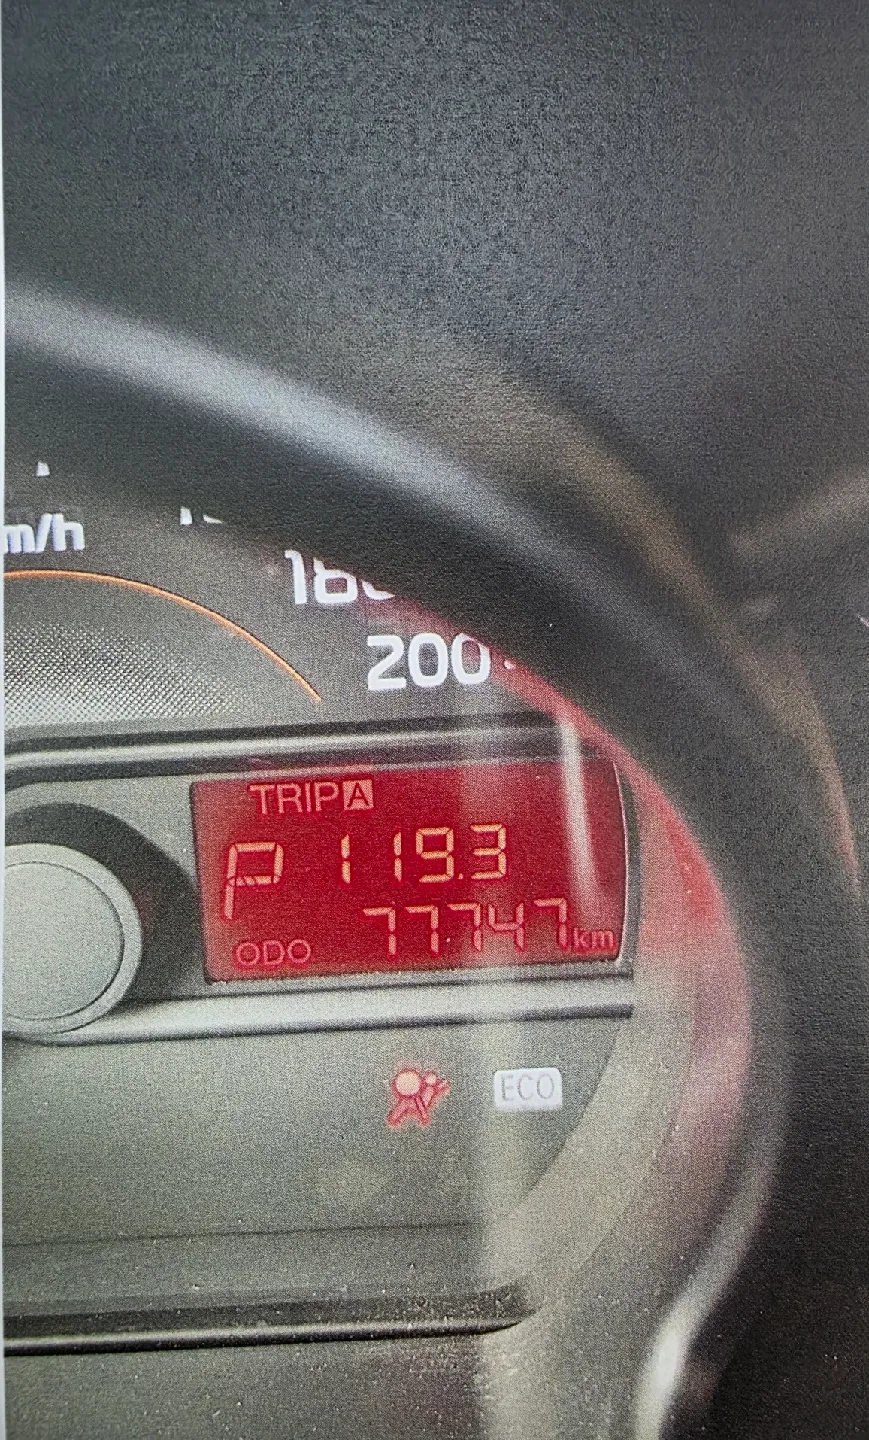 m/h
200
TRIP A
P 119.3
ODO 77747 km
ECO